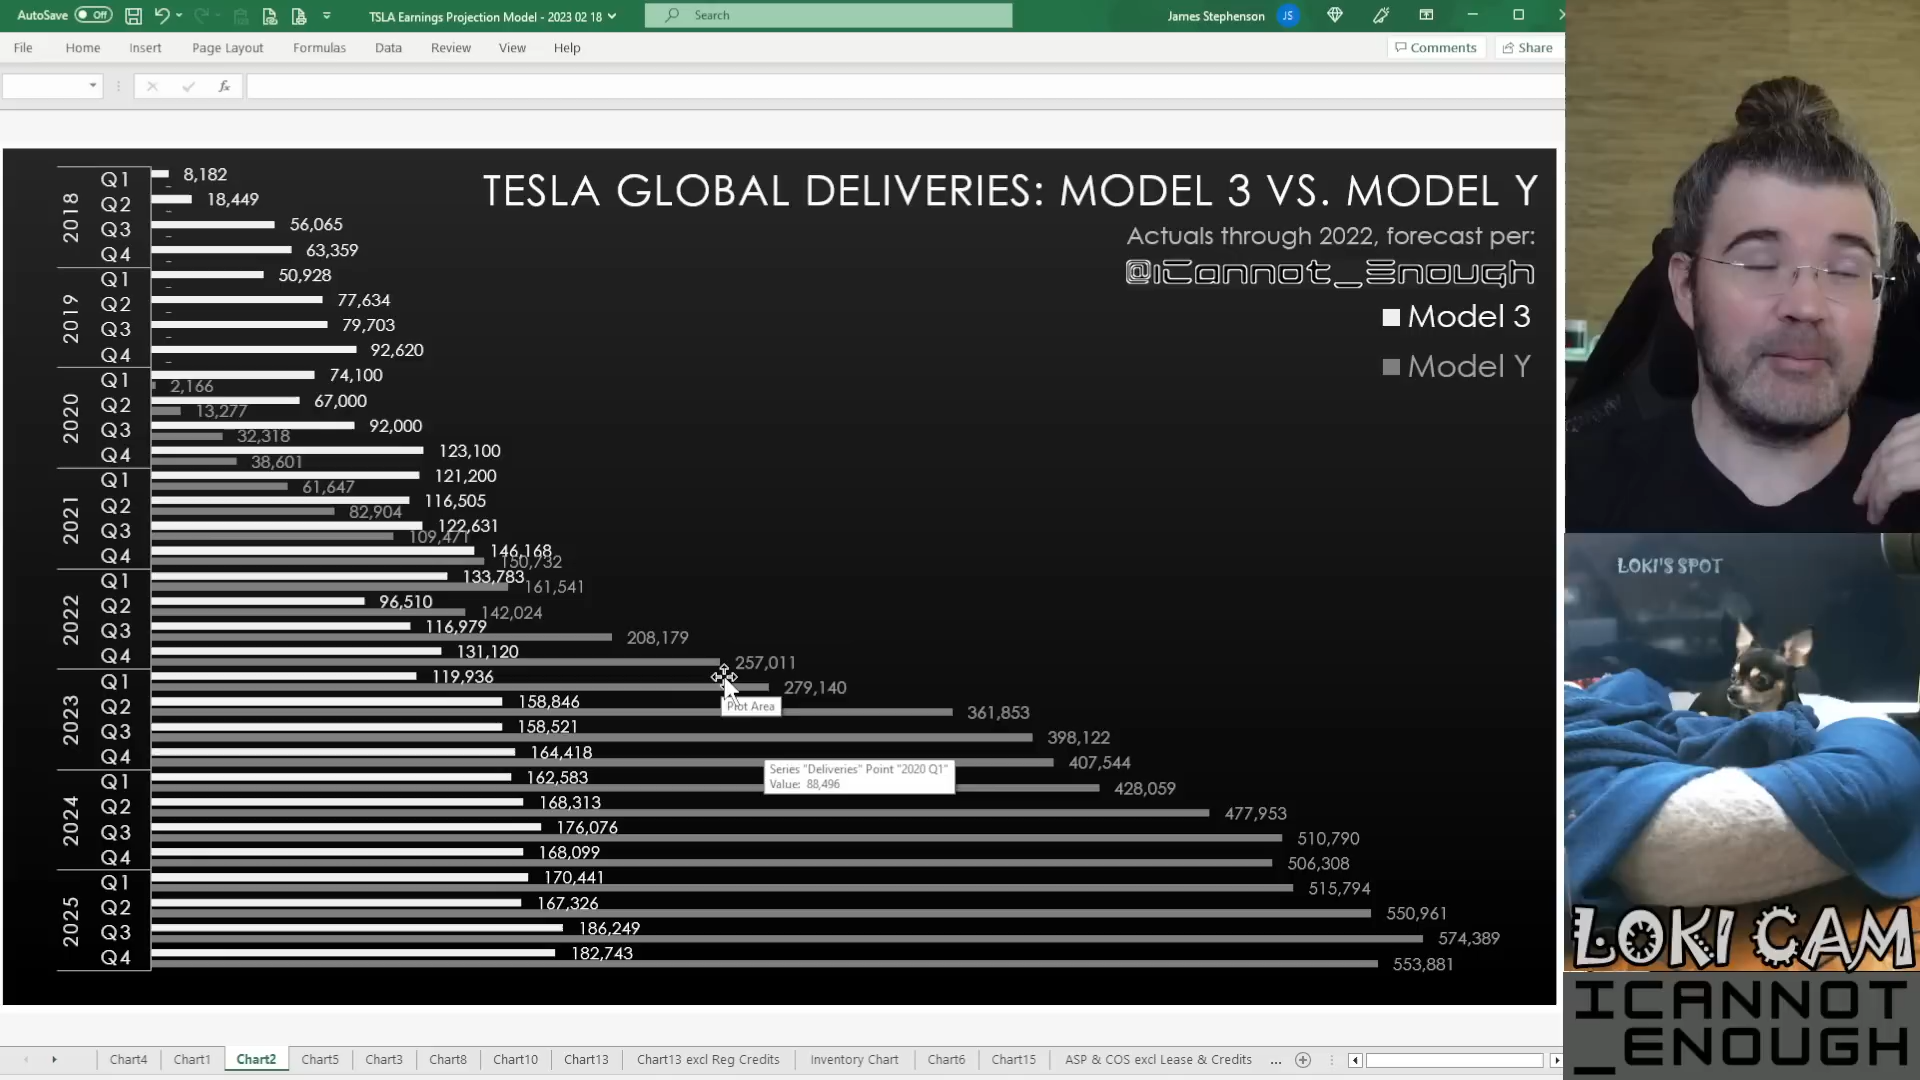 AutoSave Off
TSLA Earnings Projection Model - 2023 02 18
Search
James Stephenson JS
File Home Insert Page Layout Formulas Data Review View Help
Comments Share
fx
TESLA GLOBAL DELIVERIES: MODEL 3 VS. MODEL Y
Actuals through 2022, forecast per:
@iCannot_Enough
Model 3
Model Y
2018
Q1 8,182
Q2 18,449
Q3 56,065
Q4 63,359
2019
Q1 50,928
Q2 77,634
Q3 79,703
Q4 92,620
2020
Q1 74,100
2,166
Q2 67,000
13,277
Q3 92,000
32,318
Q4 123,100
38,601
2021
Q1 121,200
61,647
Q2 116,505
82,904
Q3 122,631
109,471
Q4 146,168
150,732
2022
Q1 133,783
161,541
Q2 96,510
142,024
Q3 116,979
208,179
Q4 131,120
257,011
2023
Q1 119,936
279,140
Q2 158,846
361,853
Q3 158,521
398,122
Q4 164,418
407,544
2024
Q1 162,583
428,059
Q2 168,313
477,953
Q3 176,076
510,790
Q4 168,099
506,308
2025
Q1 170,441
515,794
Q2 167,326
550,961
Q3 186,249
574,389
Q4 182,743
553,881
Plot Area
Series "Deliveries" Point "2020 Q1"
Value: 88,496
Chart4 Chart1 Chart2 Chart5 Chart3 Chart8 Chart10 Chart13 Chart13 excl Reg Credits Inventory Chart Chart6 Chart15 ASP & COS excl Lease & Credits ...
LOKI'S SPOT
LOKI CAM
ICANNOT
_ENOUGH